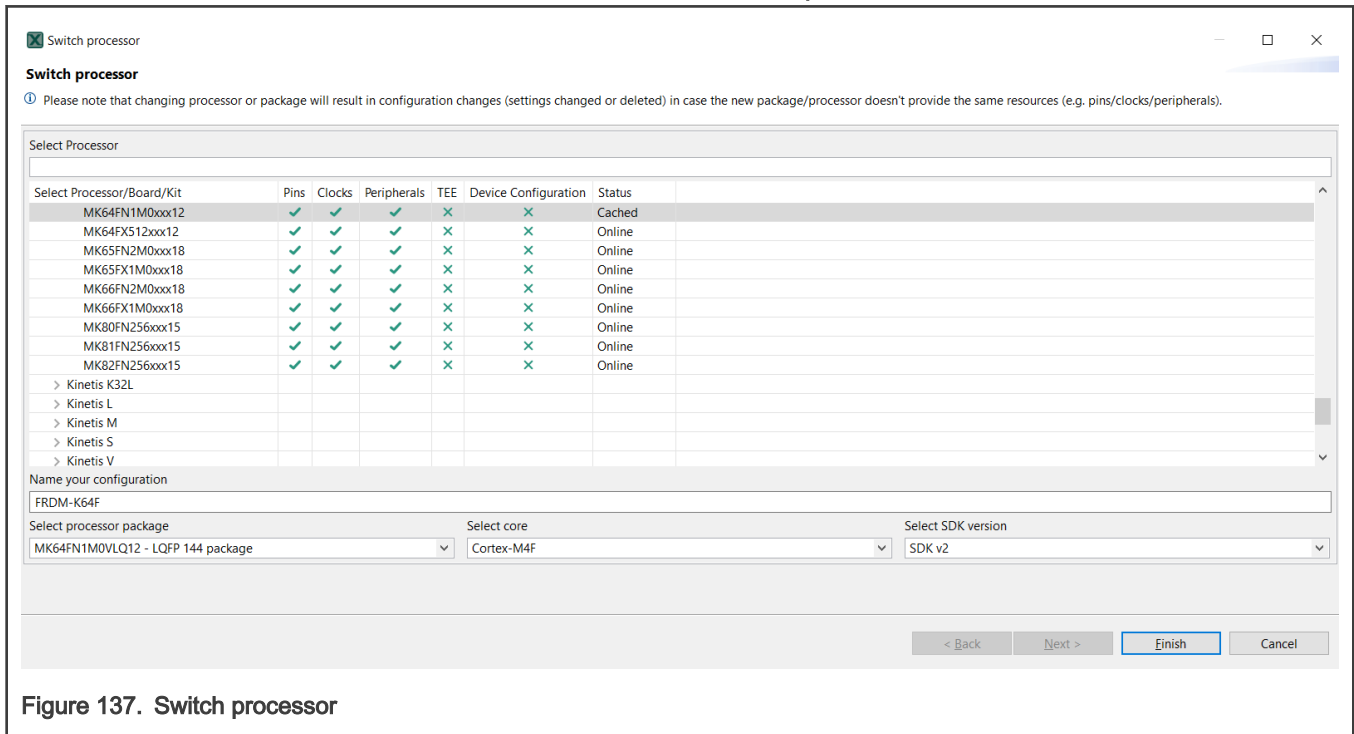 Switch processor
Switch processor
Please note that changing processor or package will result in configuration changes (settings changed or deleted) in case the new package/processor doesn't provide the same resources (e.g. pins/clocks/peripherals).
Select Processor
Select Processor/Board/Kit Pins Clocks Peripherals TEE Device Configuration Status
MK64FN1M0xxx12 ✓ ✓ ✓ ✕ ✕ Cached
MK64FX512xxx12 ✓ ✓ ✓ ✕ ✕ Online
MK65FN2M0xxx18 ✓ ✓ ✓ ✕ ✕ Online
MK65FX1M0xxx18 ✓ ✓ ✓ ✕ ✕ Online
MK66FN2M0xxx18 ✓ ✓ ✓ ✕ ✕ Online
MK66FX1M0xxx18 ✓ ✓ ✓ ✕ ✕ Online
MK80FN256xxx15 ✓ ✓ ✓ ✕ ✕ Online
MK81FN256xxx15 ✓ ✓ ✓ ✕ ✕ Online
MK82FN256xxx15 ✓ ✓ ✓ ✕ ✕ Online
> Kinetis K32L
> Kinetis L
> Kinetis M
> Kinetis S
> Kinetis V
Name your configuration
FRDM-K64F
Select processor package Select core Select SDK version
MK64FN1M0VLQ12 - LQFP 144 package Cortex-M4F SDK v2
< Back Next > Finish Cancel
Figure 137. Switch processor